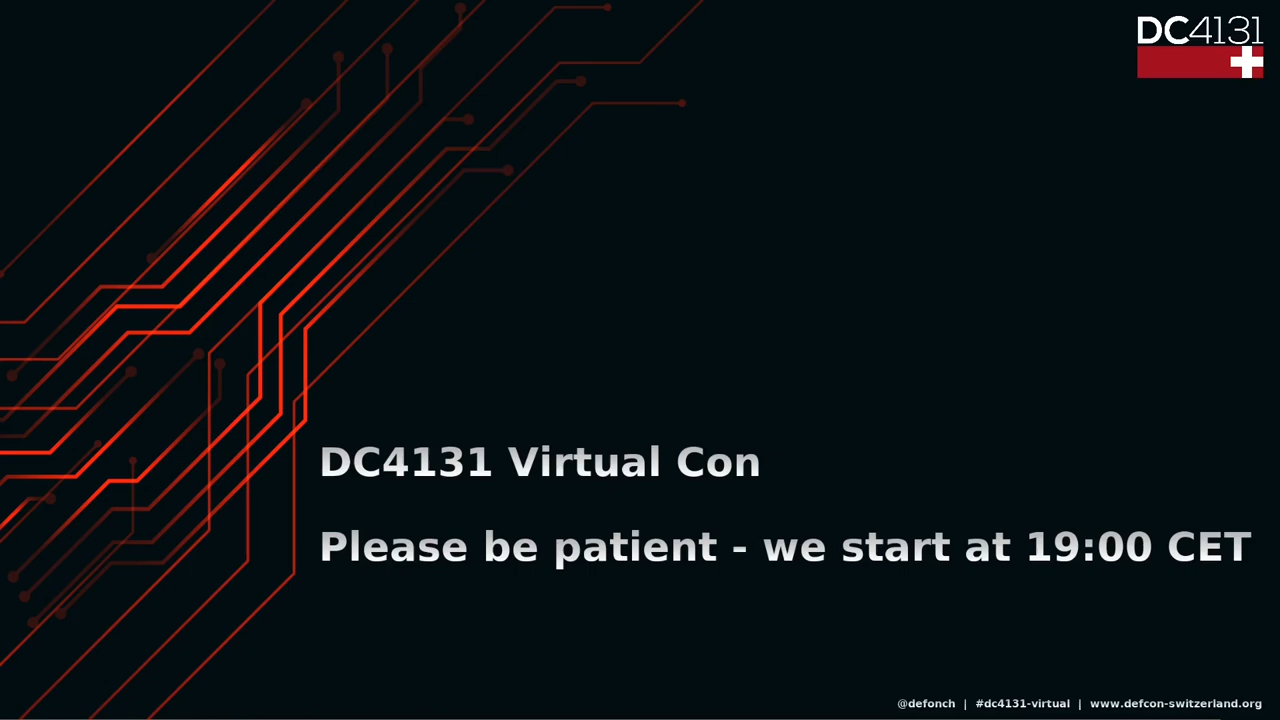 DC4131
DC4131 Virtual Con
Please be patient - we start at 19:00 CET
@defonch | #dc4131-virtual | www.defcon-switzerland.org